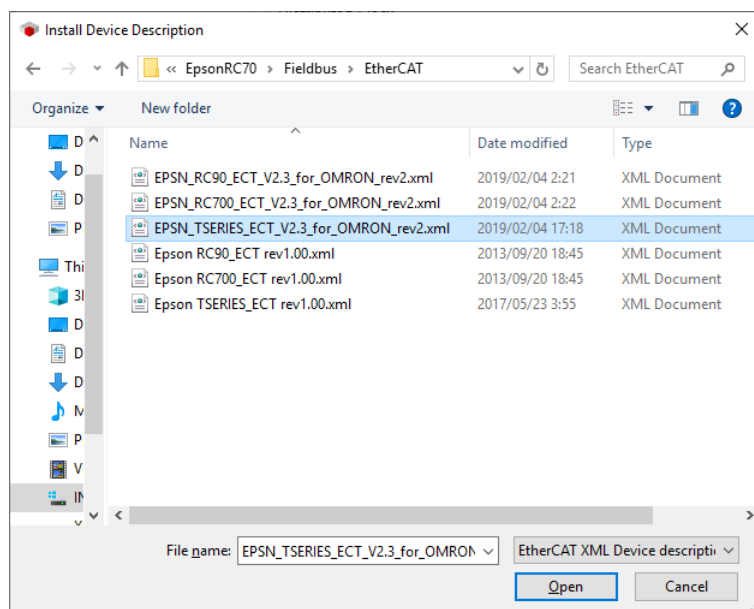 Install Device Description
« EpsonRC70 > Fieldbus > EtherCAT
Search EtherCAT
Organize
New folder
Name
Date modified
Type
EPSN_RC90_ECT_V2.3_for_OMRON_rev2.xml 2019/02/04 2:21 XML Document
EPSN_RC700_ECT_V2.3_for_OMRON_rev2.xml 2019/02/04 2:22 XML Document
EPSN_TSERIES_ECT_V2.3_for_OMRON_rev2.xml 2019/02/04 17:18 XML Document
Epson RC90_ECT rev1.00.xml 2013/09/20 18:45 XML Document
Epson RC700_ECT rev1.00.xml 2013/09/20 18:45 XML Document
Epson TSERIES_ECT rev1.00.xml 2017/05/23 3:55 XML Document
D
D
D
P
Thi
3I
D
D
D
M
P
V
IN
File name: EPSN_TSERIES_ECT_V2.3_for_OMRON
EtherCAT XML Device descripti
Open
Cancel